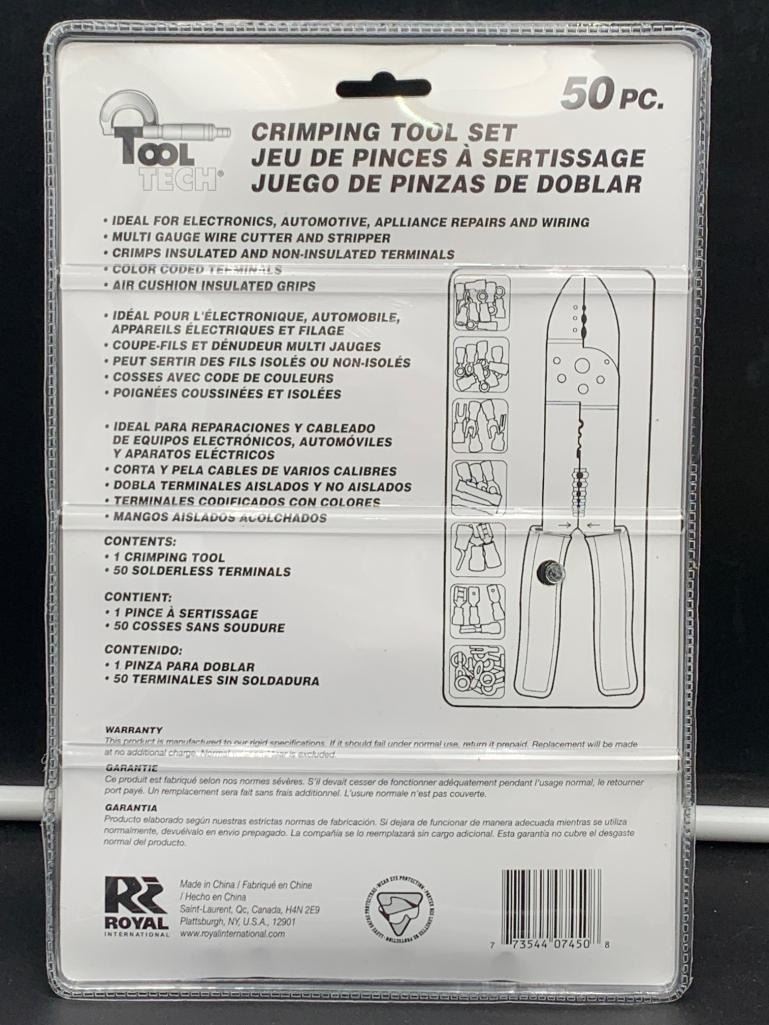 50 PC.
TOOL
TECH®
CRIMPING TOOL SET
JEU DE PINCES À SERTISSAGE
JUEGO DE PINZAS DE DOBLAR
• IDEAL FOR ELECTRONICS, AUTOMOTIVE, APLLIANCE REPAIRS AND WIRING
• MULTI GAUGE WIRE CUTTER AND STRIPPER
• CRIMPS INSULATED AND NON-INSULATED TERMINALS
• COLOR CODED TERMINALS
• AIR CUSHION INSULATED GRIPS
• IDÉAL POUR L'ÉLECTRONIQUE, AUTOMOBILE,
APPAREILS ÉLECTRIQUES ET FILAGE
• COUPE-FILS ET DÉNUDEUR MULTI JAUGES
• PEUT SERTIR DES FILS ISOLÉS OU NON-ISOLÉS
• COSSES AVEC CODE DE COULEURS
• POIGNÉES COUSSINÉES ET ISOLÉES
• IDEAL PARA REPARACIONES Y CABLEADO
DE EQUIPOS ELECTRÓNICOS, AUTOMÓVILES
Y APARATOS ELÉCTRICOS
• CORTA Y PELA CABLES DE VARIOS CALIBRES
• DOBLA TERMINALES AISLADOS Y NO AISLADOS
• TERMINALES CODIFICADOS CON COLORES
• MANGOS AISLADOS ACOLCHADOS
CONTENTS:
• 1 CRIMPING TOOL
• 50 SOLDERLESS TERMINALS
CONTIENT:
• 1 PINCE À SERTISSAGE
• 50 COSSES SANS SOUDURE
CONTENIDO:
• 1 PINZA PARA DOBLAR
• 50 TERMINALES SIN SOLDADURA
WARRANTY
This product is manufactured to our rigid specifications. If it should fail under normal use, return it prepaid. Replacement will be made
at no additional charge. Normal wear is excluded.
GARANTIE
Ce produit est fabriqué selon nos normes sévères. S'il devait cesser de fonctionner adéquatement pendant l'usage normal, le retourner
port payé. Un remplacement sera fait sans frais additionnel. L'usure normale n'est pas couverte.
GARANTIA
Producto elaborado según nuestras estrictas normas de fabricación. Si dejara de funcionar de manera adecuada mientras se utiliza
normalmente, devuélvalo en envio prepagado. La compañía se lo reemplazará sin cargo adicional. Esta garantía no cubre el desgaste
normal del producto.
ROYAL
INTERNATIONAL
Made in China / Fabriqué en Chine
/ Hecho en China
Saint-Laurent, Qc, Canada, H4N 2E9
Plattsburgh, NY, U.S.A., 12901
www.royalinternational.com
WEAR EYE PROTECTION
7 73544 07450 8